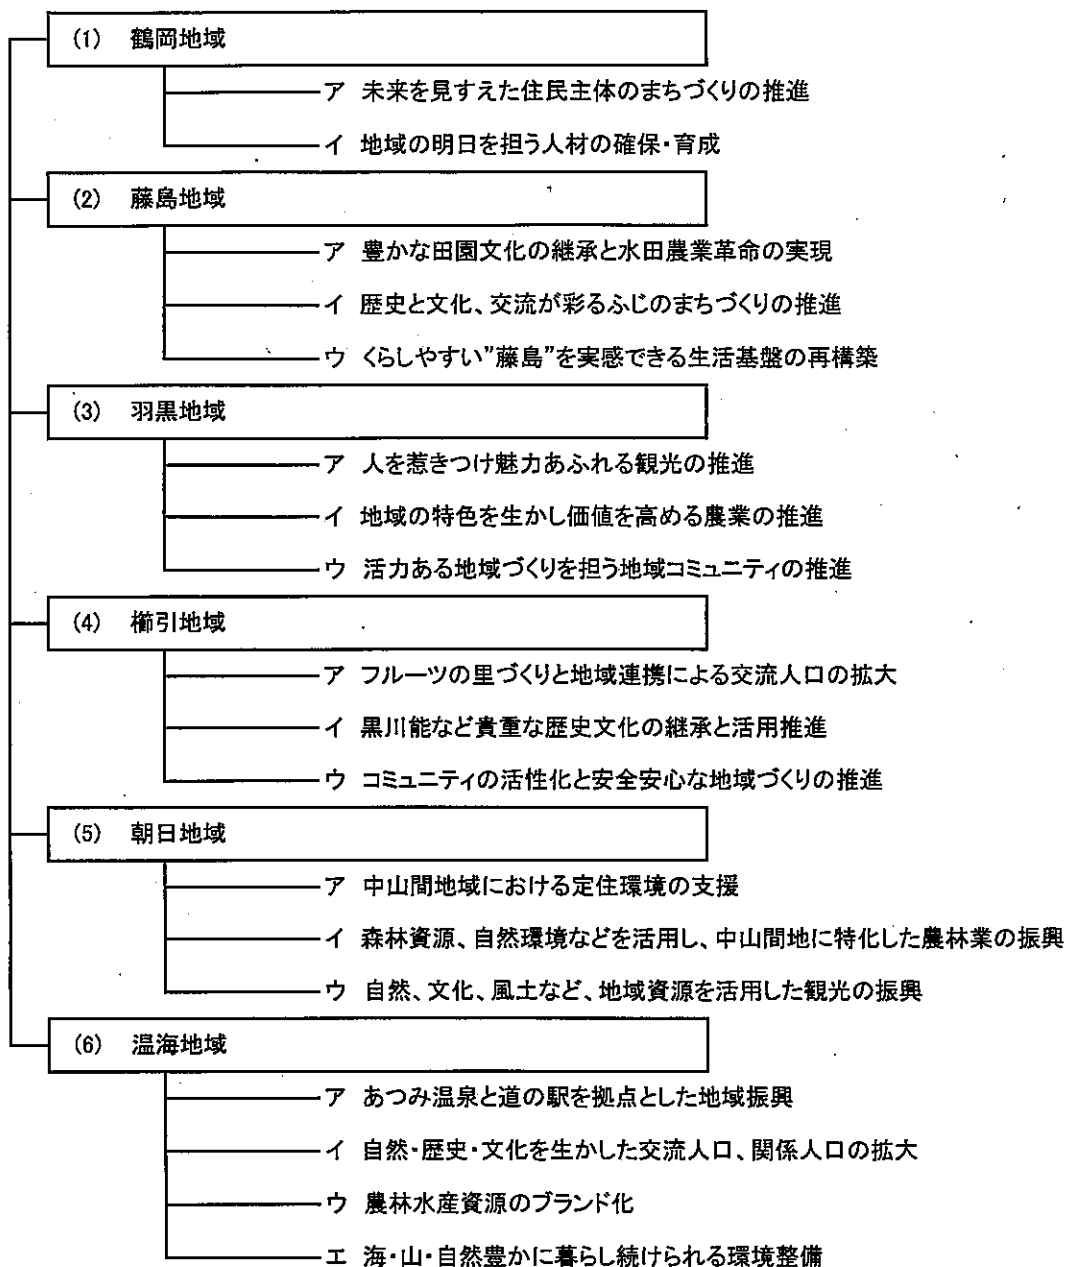 (1) 鶴岡地域
ア 未来を見すえた住民主体のまちづくりの推進
イ 地域の明日を担う人材の確保・育成
(2) 藤島地域
ア 豊かな田園文化の継承と水田農業革命の実現
イ 歴史と文化、交流が彩るふじのまちづくりの推進
ウ くらしやすい”藤島”を実感できる生活基盤の再構築
(3) 羽黒地域
ア 人を惹きつけ魅力あふれる観光の推進
イ 地域の特色を生かし価値を高める農業の推進
ウ 活力ある地域づくりを担う地域コミュニティの推進
(4) 櫛引地域
ア フルーツの里づくりと地域連携による交流人口の拡大
イ 黒川能など貴重な歴史文化の継承と活用推進
ウ コミュニティの活性化と安全安心な地域づくりの推進
(5) 朝日地域
ア 中山間地域における定住環境の支援
イ 森林資源、自然環境などを活用し、中山間地に特化した農林業の振興
ウ 自然、文化、風土など、地域資源を活用した観光の振興
(6) 温海地域
ア あつみ温泉と道の駅を拠点とした地域振興
イ 自然・歴史・文化を生かした交流人口、関係人口の拡大
ウ 農林水産資源のブランド化
エ 海・山・自然豊かに暮らし続けられる環境整備